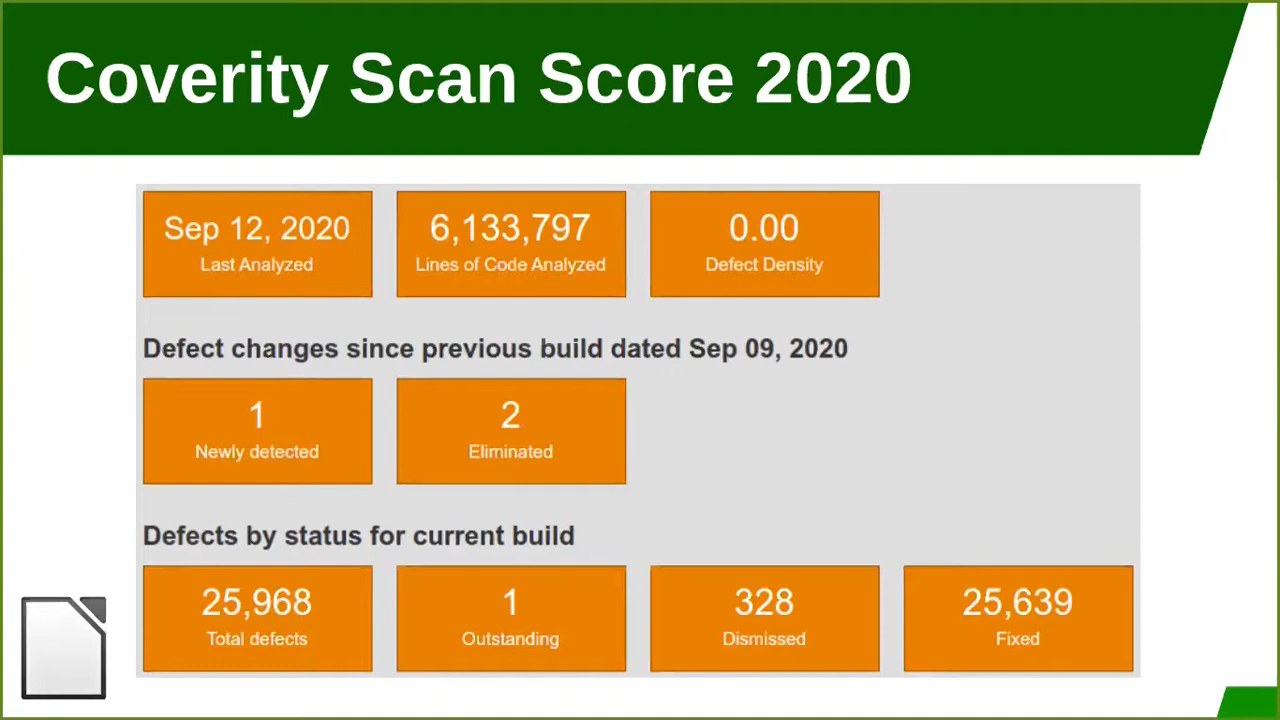 Coverity Scan Score 2020
Sep 12, 2020
Last Analyzed
6,133,797
Lines of Code Analyzed
0.00
Defect Density
Defect changes since previous build dated Sep 09, 2020
1
Newly detected
2
Eliminated
Defects by status for current build
25,968
Total defects
1
Outstanding
328
Dismissed
25,639
Fixed